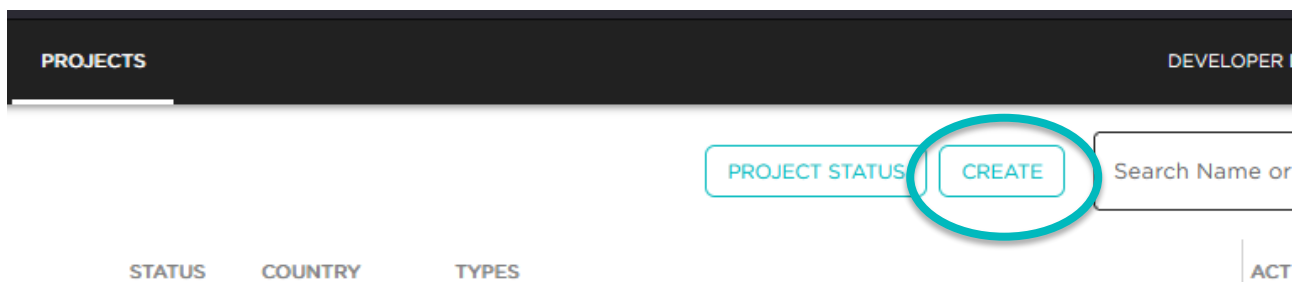 PROJECTS DEVELOPER
PROJECT STATUS CREATE Search Name or
STATUS COUNTRY TYPES ACT